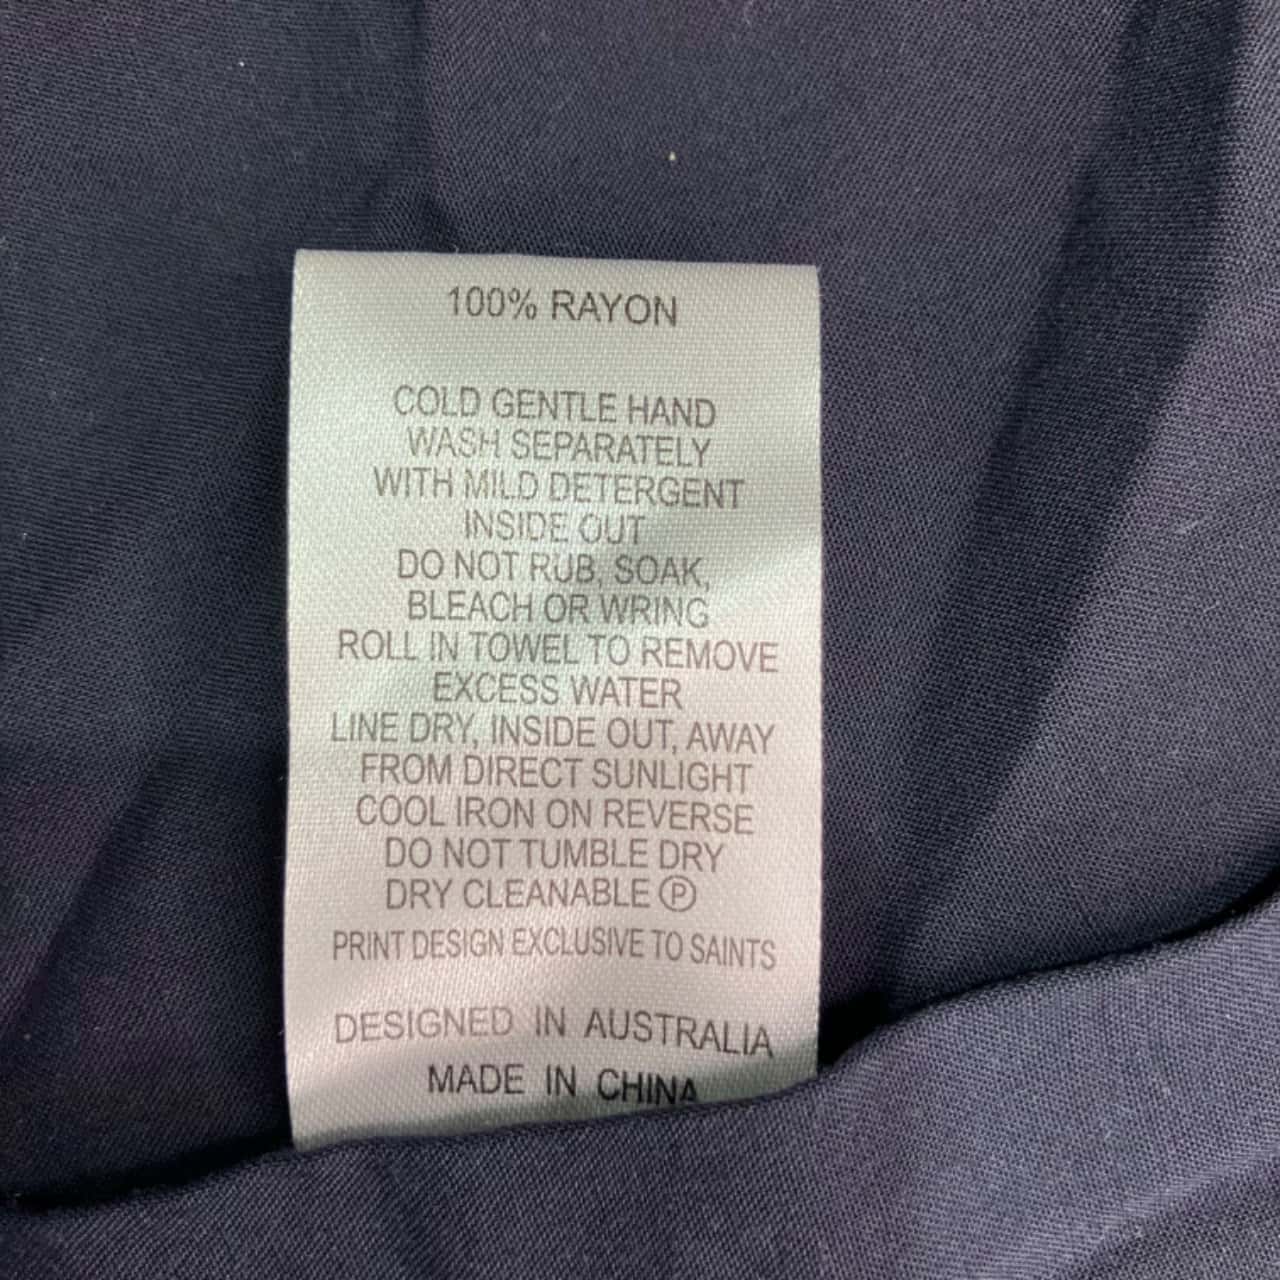 100% RAYON
COLD GENTLE HAND
WASH SEPARATELY
WITH MILD DETERGENT
INSIDE OUT
DO NOT RUB, SOAK,
BLEACH OR WRING
ROLL IN TOWEL TO REMOVE
EXCESS WATER
LINE DRY, INSIDE OUT, AWAY
FROM DIRECT SUNLIGHT
COOL IRON ON REVERSE
DO NOT TUMBLE DRY
DRY CLEANABLE Ⓟ
PRINT DESIGN EXCLUSIVE TO SAINTS
DESIGNED IN AUSTRALIA
MADE IN CHINA